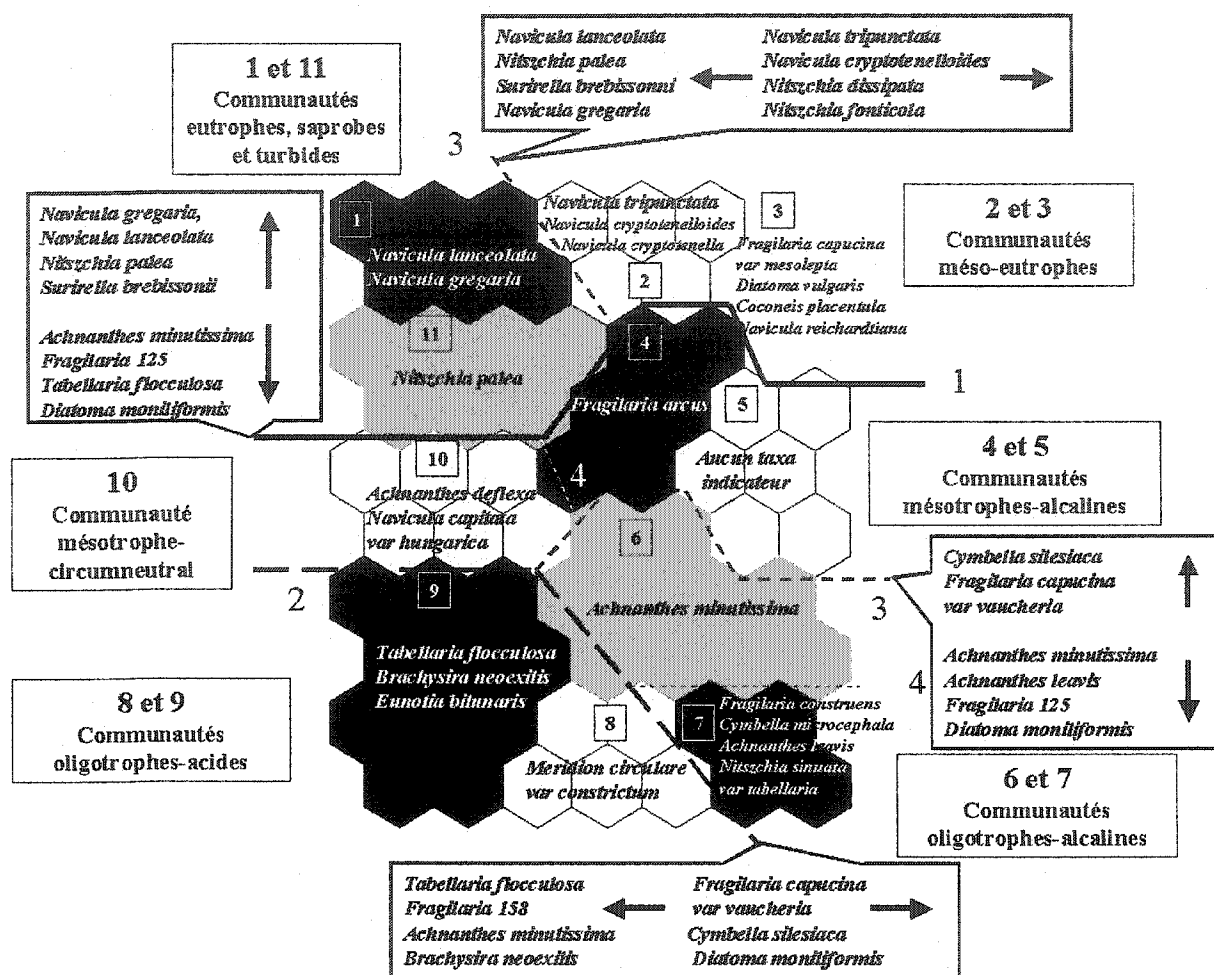 Navicula lanceolata
Nitszchia palea
Surirella brebissonni
Navicula gregaria
Navicula tripunctata
Navicula cryptotenelloides
Nitszchia dissipata
Nitszchia fonticola
1 et 11
Communautés
eutrophes, saprobes
et turbides
3
Navicula gregaria,
Navicula lanceolata
Nitszchia palea
Surirella brebissonii
Achnanthes minutissima
Fragilaria 125
Tabellaria flocculosa
Diatoma moniliformis
1
Navicula lanceolata
Navicula gregaria
Navicula tripunctata
Navicula cryptotenelloides
Navicula cryptotenella
2
3
Fragilaria capucina
var mesolepta
Diatoma vulgaris
Coconeis placentula
Navicula reichardtiana
2 et 3
Communautés
méso-eutrophes
11
Nitszchia palea
4
Fragilaria arcus
5
Aucun taxa
indicateur
1
4 et 5
Communautés
mésotrophes-alcalines
10
Communauté
mésotrophe-
circumneutral
10
Achnanthes deflexa
Navicula capitata
var hungarica
4
6
Achnanthes minutissima
2
9
Tabellaria flocculosa
Brachysira neoexitis
Eunotia bitunaris
3
4
Cymbella silesiaca
Fragilaria capucina
var vaucheria
Achnanthes minutissima
Achnanthes leavis
Fragilaria 125
Diatoma moniliformis
8 et 9
Communautés
oligotrophes-acides
8
Meridion circulare
var constrictum
7
Fragilaria construens
Cymbella microcephala
Achnanthes leavis
Nitszchia sinuata
var tabellaria
6 et 7
Communautés
oligotrophes-alcalines
Tabellaria flocculosa
Fragilaria 158
Achnanthes minutissima
Brachysira neoexitis
Fragilaria capucina
var vaucheria
Cymbella silesiaca
Diatoma moniliformis